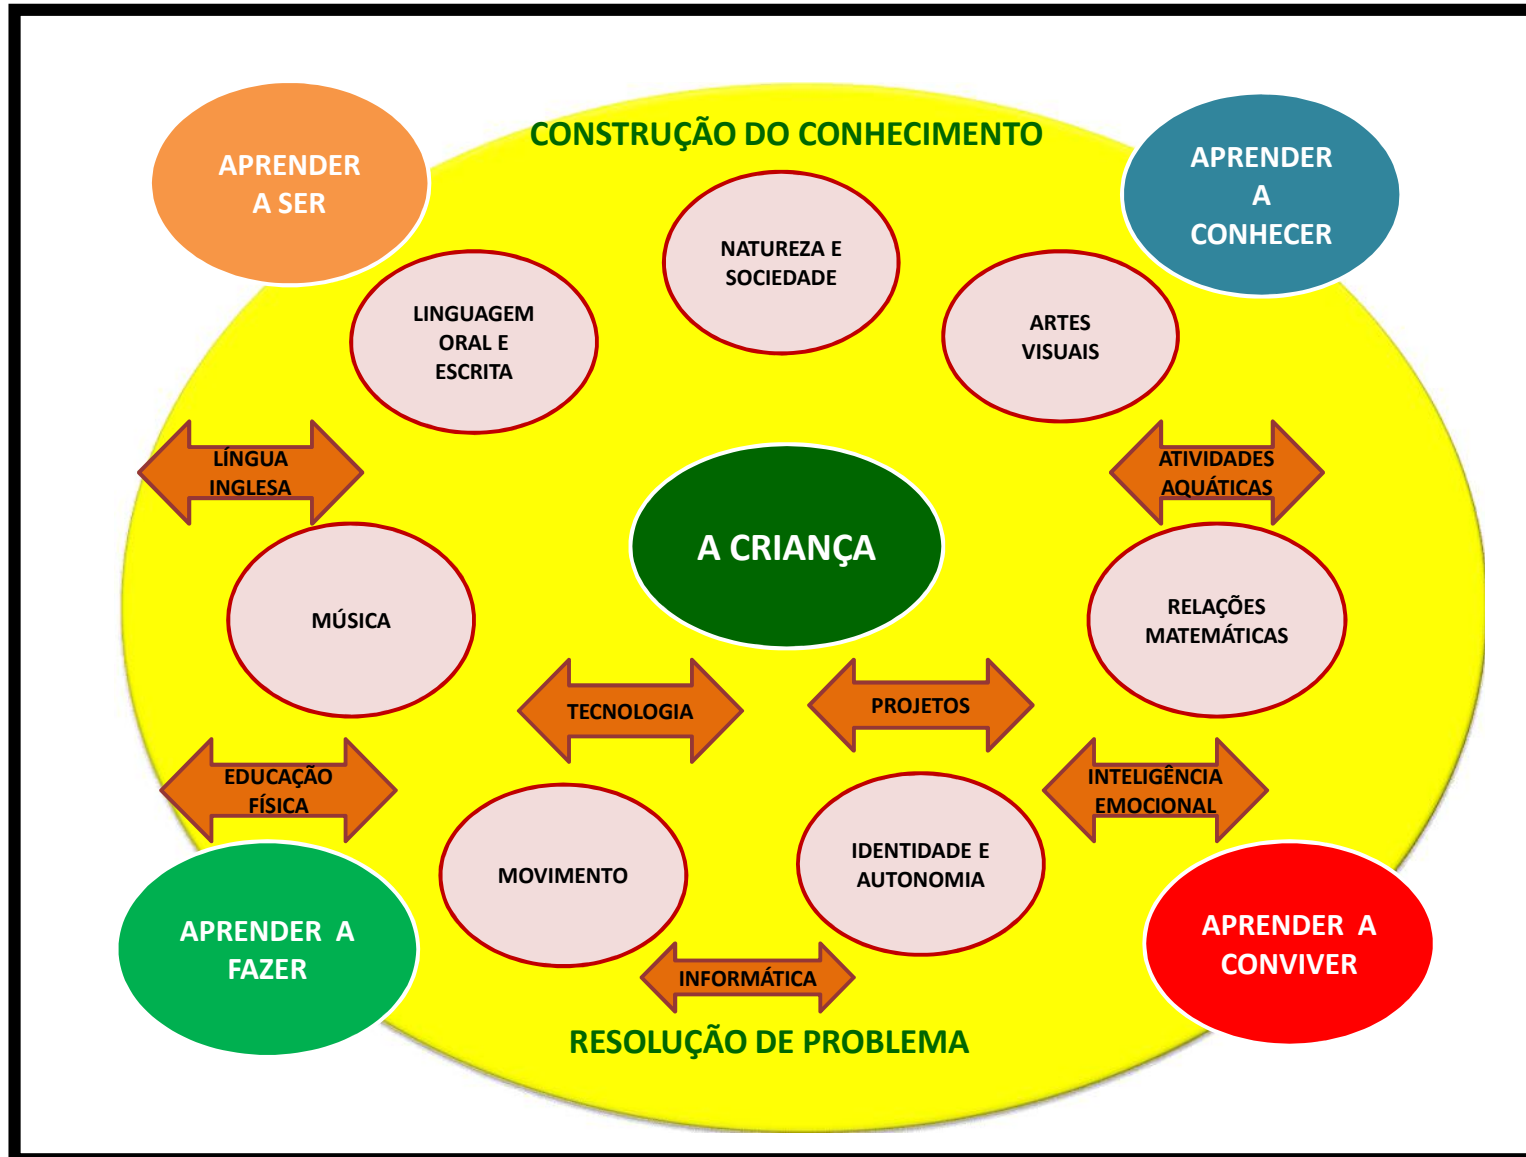 CONSTRUÇÃO DO CONHECIMENTO
APRENDER
A SER
APRENDER
A
CONHECER
NATUREZA E
SOCIEDADE
LINGUAGEM
ORAL E
ESCRITA
ARTES
VISUAIS
LÍNGUA
INGLESA
ATIVIDADES
AQUÁTICAS
A CRIANÇA
MÚSICA
RELAÇÕES
MATEMÁTICAS
TECNOLOGIA
PROJETOS
EDUCAÇÃO
FÍSICA
INTELIGÊNCIA
EMOCIONAL
MOVIMENTO
IDENTIDADE E
AUTONOMIA
APRENDER A
FAZER
APRENDER A
CONVIVER
INFORMÁTICA
RESOLUÇÃO DE PROBLEMA